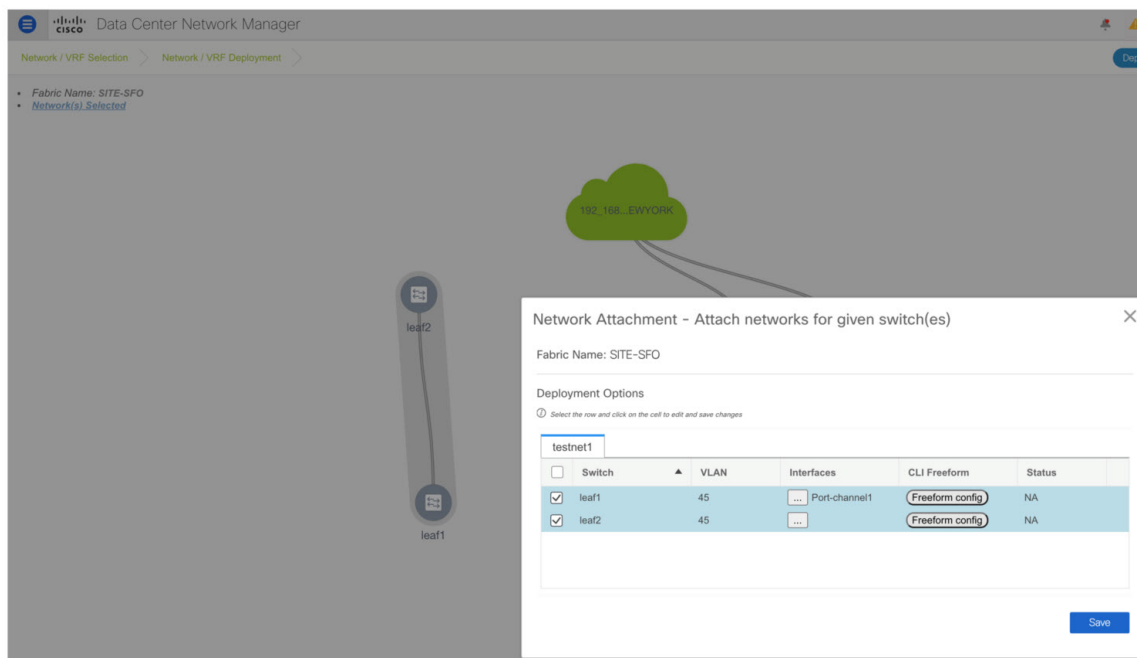 CISCO Data Center Network Manager
Network / VRF Selection Network / VRF Deployment Dep
• Fabric Name: SITE-SFO
• Network(s) Selected
192_168...EWYORK
leaf2
leaf1
Network Attachment - Attach networks for given switch(es)
Fabric Name: SITE-SFO
Deployment Options
Select the row and click on the cell to edit and save changes
testnet1
Switch VLAN Interfaces CLI Freeform Status
leaf1 45 ... Port-channel1 Freeform config NA
leaf2 45 ... Freeform config NA
Save